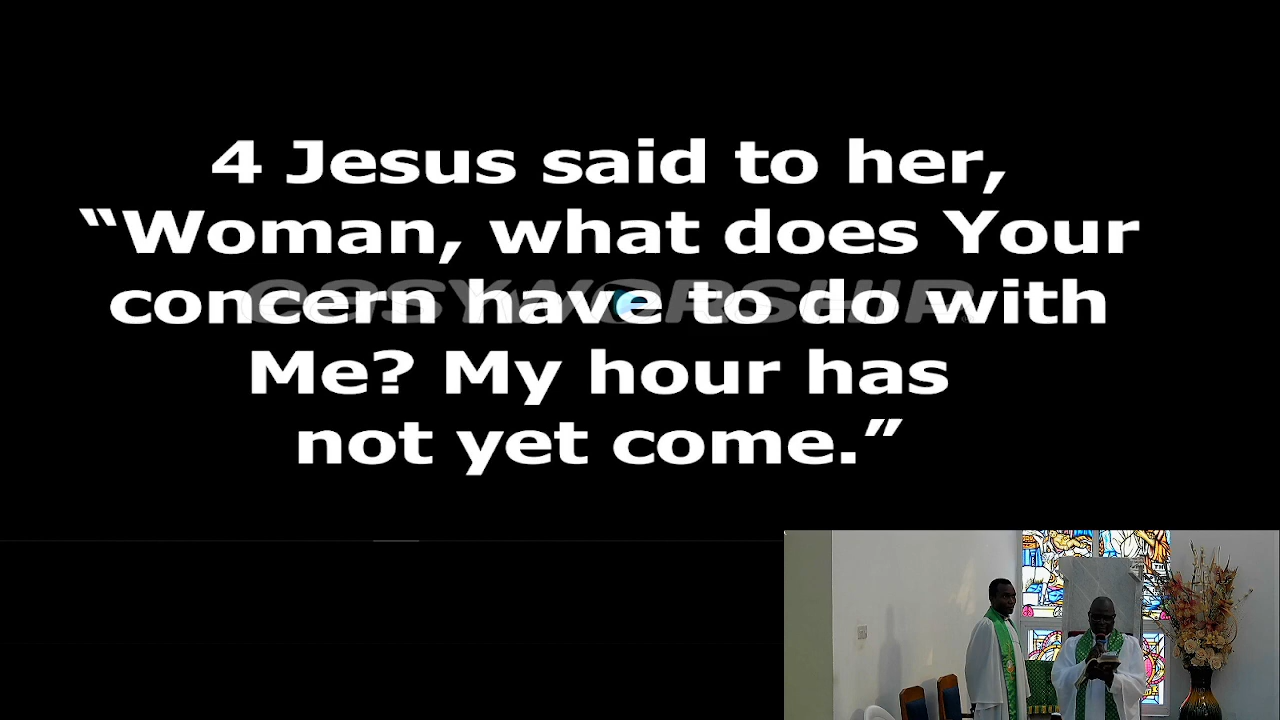 4 Jesus said to her,
“Woman, what does Your
concern have to do with
Me? My hour has
not yet come.”